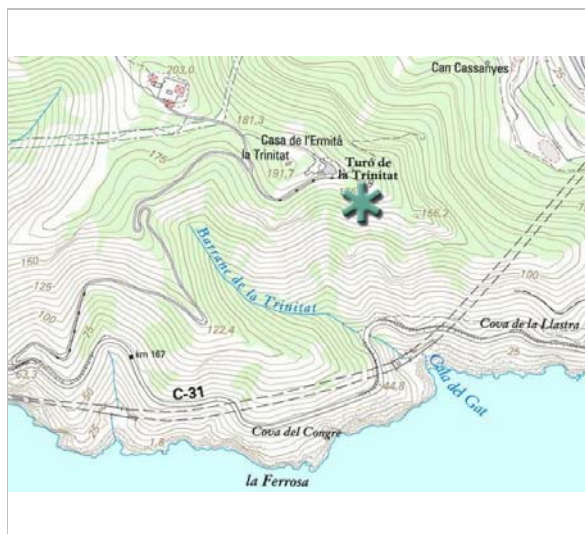 203,0
Can Cassanyes
25
181,3
Casa de l'Ermità
la Trinitat
175
191,7
Turó de
la Trinitat
156,2
Barranc de la Trinitat
150
125
100
75
100
122,4
Cova de la Llastra
25
km 167
63,3
50
25
C-31
44,8
Cala del Gat
1,8
Cova del Congre
la Ferrosa